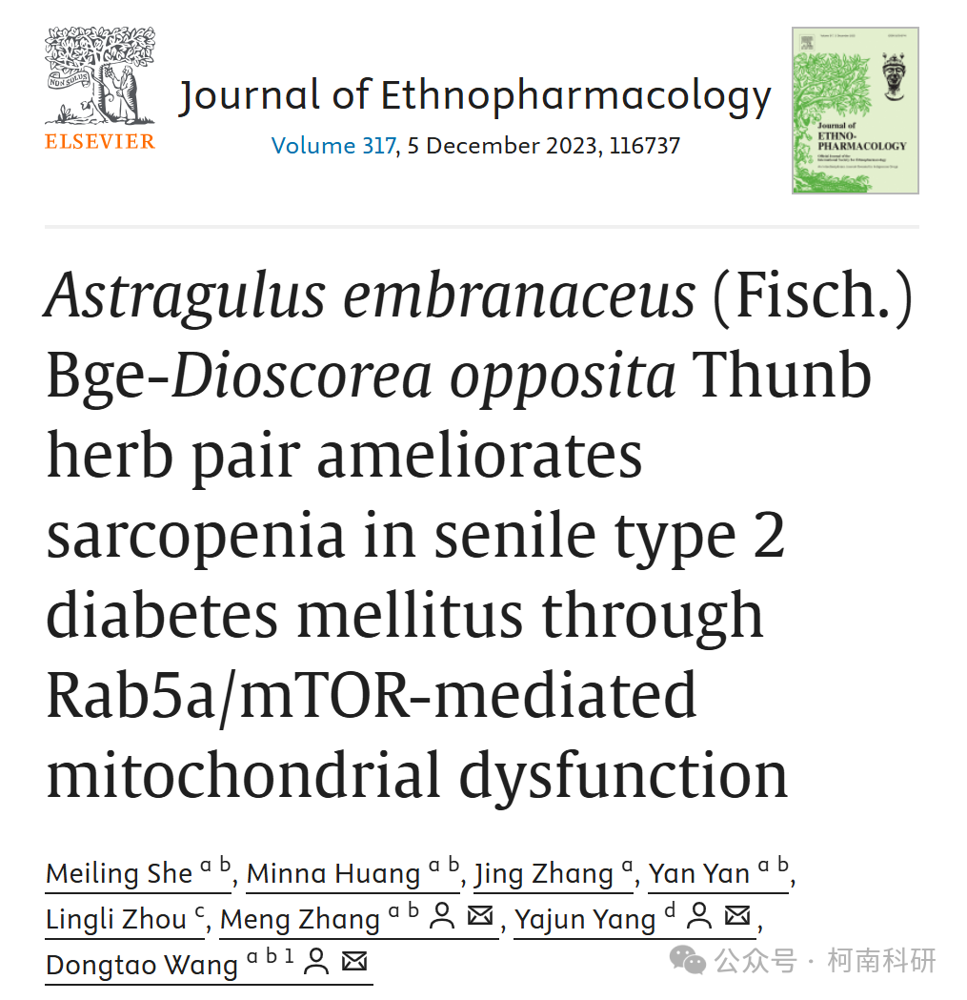 NON SOLUS
ELSEVIER
Journal of Ethnopharmacology
Volume 317, 5 December 2023, 116737
Journal of
ETHNO-
PHARMACOLOGY
Astragulus embranaceus (Fisch.)
Bge-Dioscorea opposita Thunb
herb pair ameliorates
sarcopenia in senile type 2
diabetes mellitus through
Rab5a/mTOR-mediated
mitochondrial dysfunction
Meiling She a b, Minna Huang a b, Jing Zhang a, Yan Yan a b,
Lingli Zhou c, Meng Zhang a b, Yajun Yang d,
Dongtao Wang a b 1
公众号 · 柯南科研